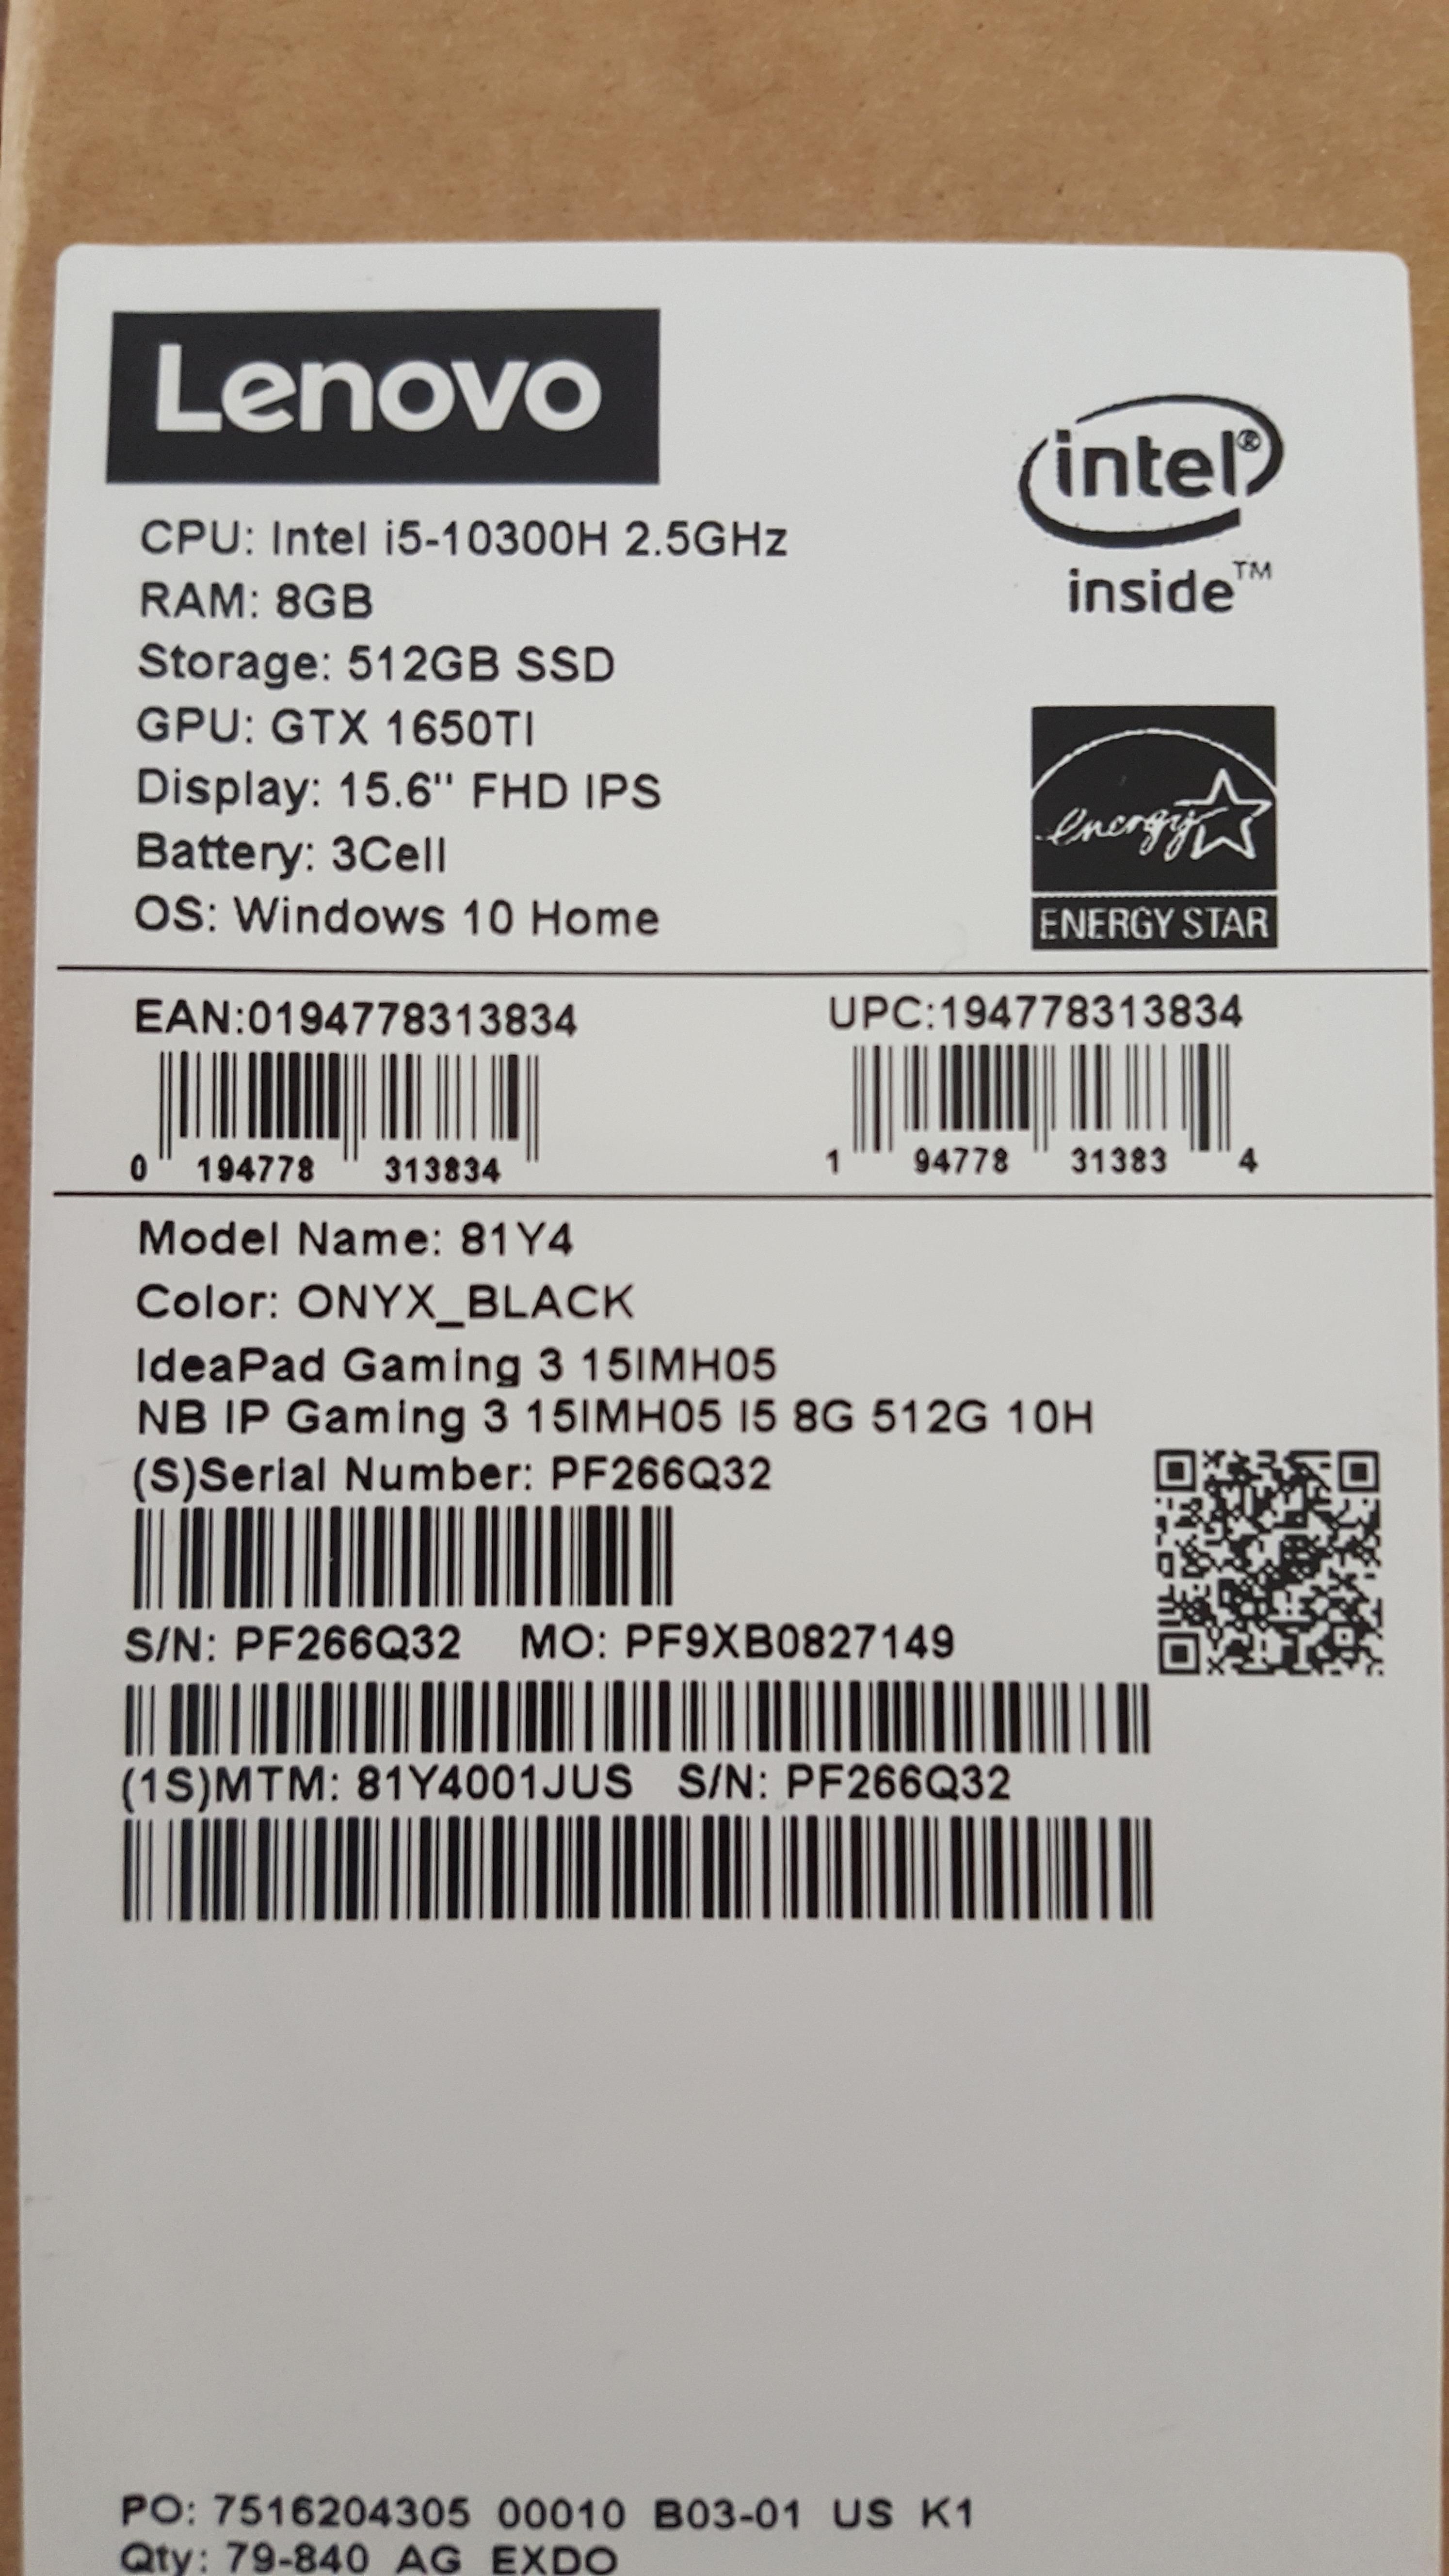 Lenovo
intel®
inside™
CPU: Intel i5-10300H 2.5GHz
RAM: 8GB
Storage: 512GB SSD
GPU: GTX 1650TI
Display: 15.6" FHD IPS
Battery: 3Cell
OS: Windows 10 Home
energy
ENERGY STAR
EAN:0194778313834
0 194778 313834
UPC:194778313834
1 94778 31383 4
Model Name: 81Y4
Color: ONYX_BLACK
IdeaPad Gaming 3 15IMH05
NB IP Gaming 3 15IMH05 I5 8G 512G 10H
(S)Serial Number: PF266Q32
S/N: PF266Q32 MO: PF9XB0827149
(1S)MTM: 81Y4001JUS S/N: PF266Q32
PO: 7516204305 00010 B03-01 US K1
Qty: 79-840 AG EXDO